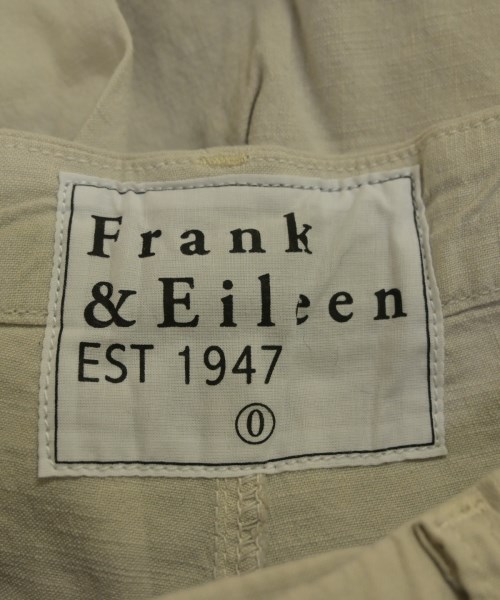 Frank
& Eileen
EST 1947
0